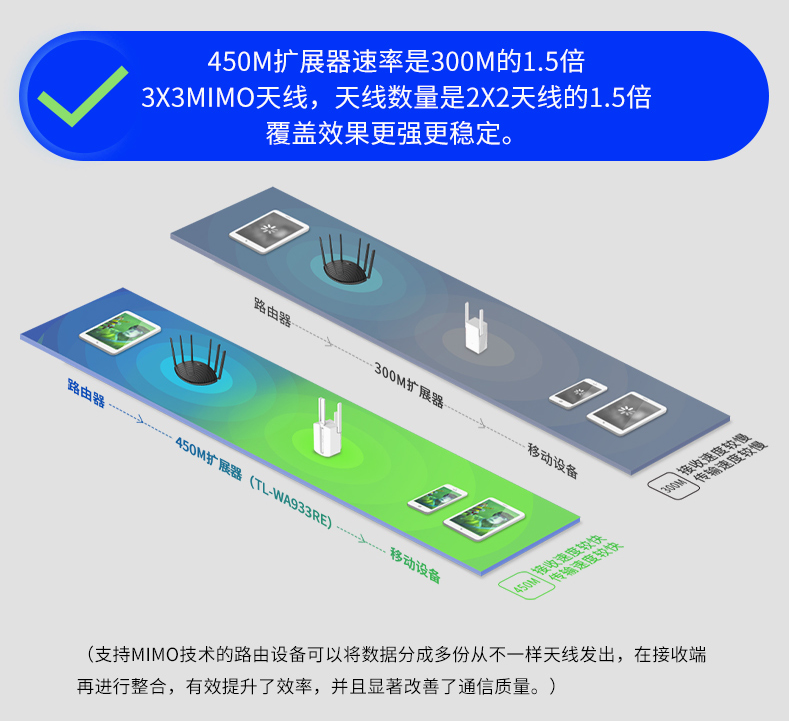 450M扩展器速率是300M的1.5倍
3X3MIMO天线，天线数量是2X2天线的1.5倍
覆盖效果更强更稳定。
路由器
300M扩展器
移动设备
300M
接收速度较慢
传输速度较慢
路由器
450M扩展器（TL-WA933RE）
移动设备
450M
接收速度较快
传输速度较快
（支持MIMO技术的路由设备可以将数据分成多份从不一样天线发出，在接收端
再进行整合，有效提升了效率，并且显著改善了通信质量。）